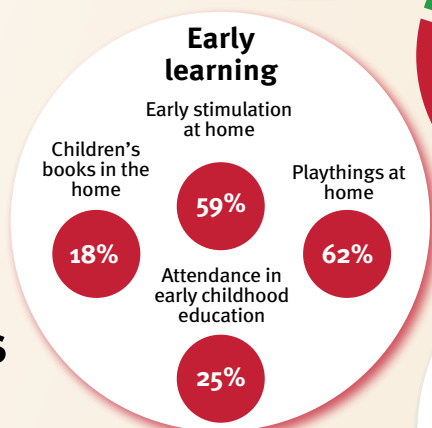 Early
learning
Early stimulation
at home
Children's
books in the
home
Playthings at
home
59%
18%
62%
Attendance in
early childhood
education
25%
s